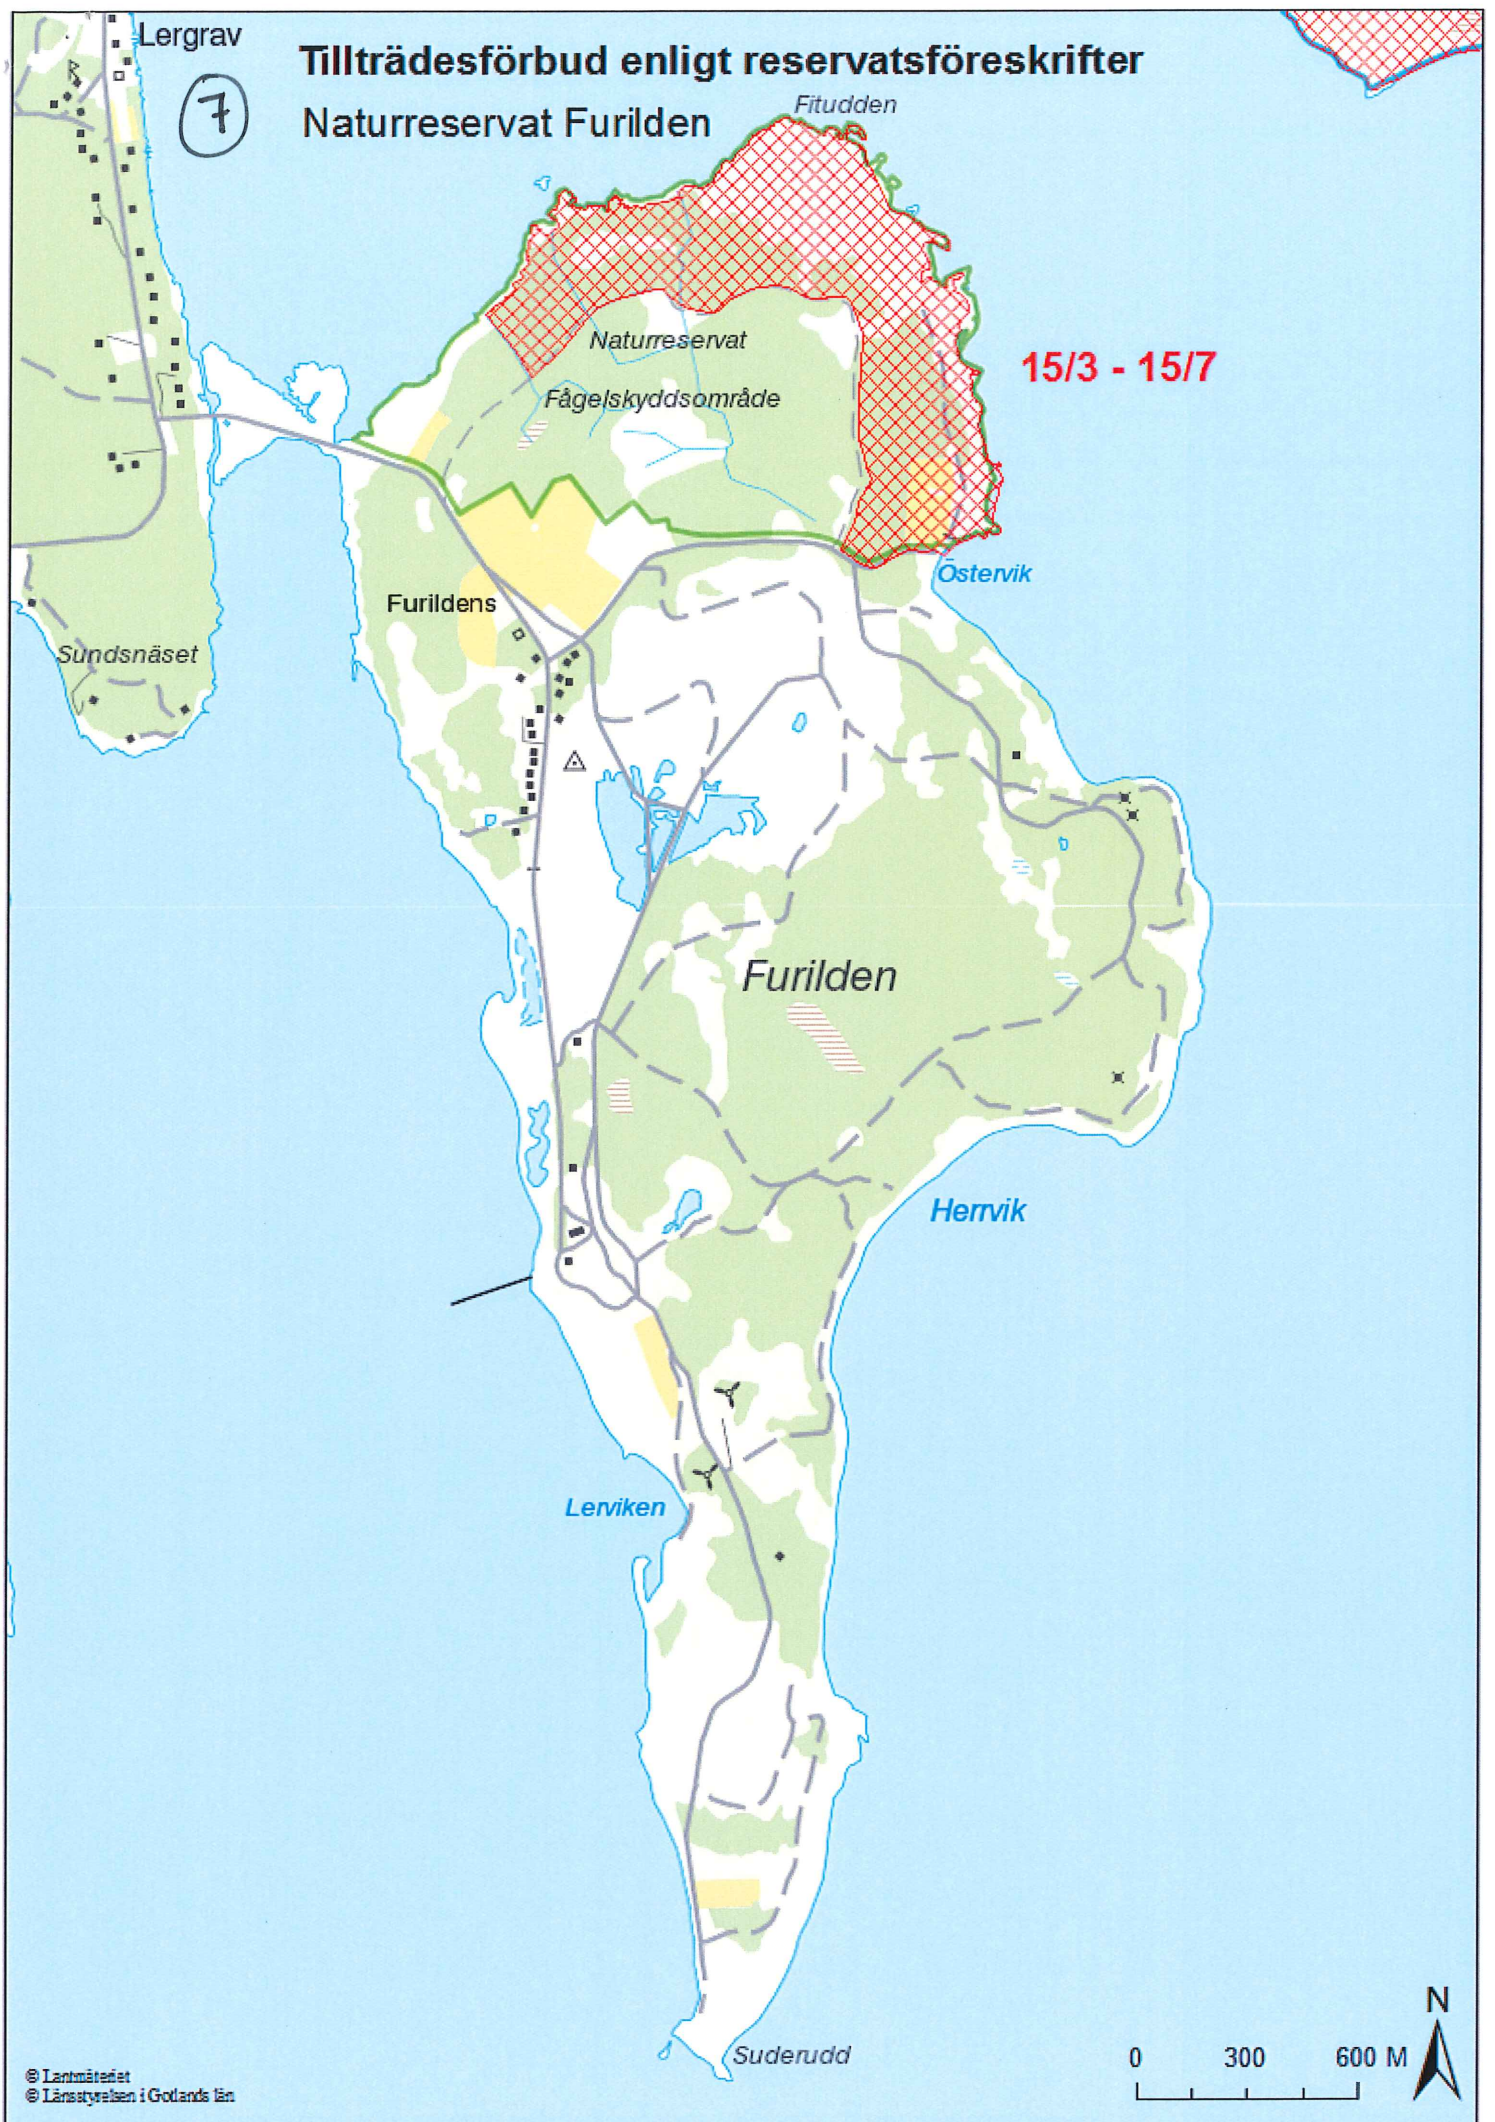 Lergrav
Tillträdesförbud enligt reservatsföreskrifter
7
Naturreservat Furilden
Fitudden
Naturreservat
15/3 - 15/7
Fågelskyddsområde
Östervik
Furildens
Sundsnäset
Furilden
Herrvik
Lerviken
Suderudd
N
0 300 600 M
© Lantmäteriet
© Länsstyrelsen i Gotlands län